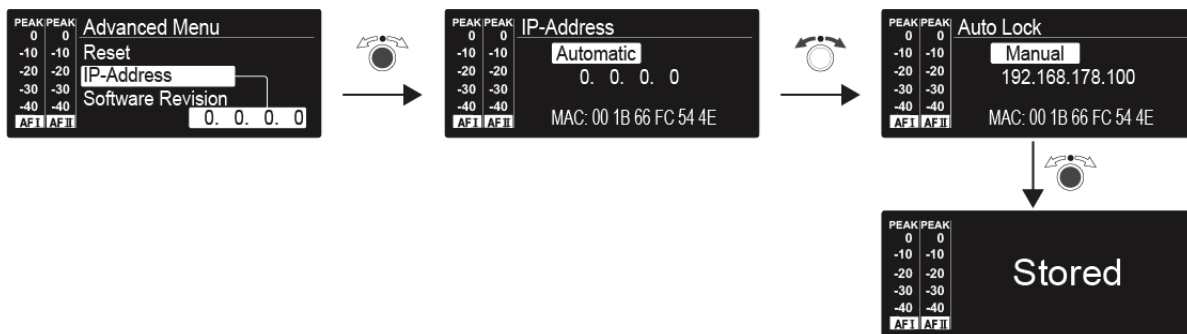 PEAK PEAK Advanced Menu
0 0
-10 -10 Reset
-20 -20 IP-Address
-30 -30 Software Revision
-40 -40 0. 0. 0. 0
AF I AF II
PEAK PEAK IP-Address
0 0
-10 -10 Automatic
-20 -20 0. 0. 0. 0
-30 -30
-40 -40 MAC: 00 1B 66 FC 54 4E
AF I AF II
PEAK PEAK Auto Lock
0 0
-10 -10 Manual
-20 -20 192.168.178.100
-30 -30
-40 -40 MAC: 00 1B 66 FC 54 4E
AF I AF II
PEAK PEAK
0 0
-10 -10
-20 -20 Stored
-30 -30
-40 -40
AF I AF II